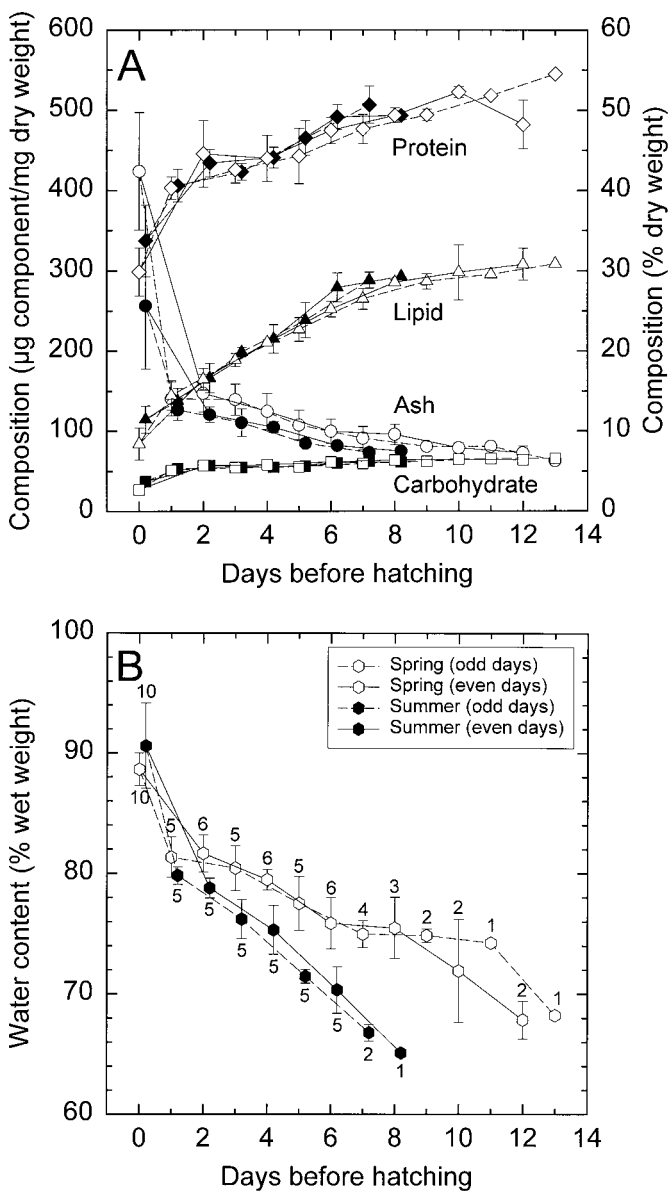 A
Composition (µg component/mg dry weight)
600
500
400
300
200
100
0
Composition (% dry weight)
60
50
40
30
20
10
0
Protein
Lipid
Ash
Carbohydrate
0 2 4 6 8 10 12 14
Days before hatching
B
Water content (% wet weight)
100
90
80
70
60
Spring (odd days)
Spring (even days)
Summer (odd days)
Summer (even days)
10
10
5 6 5 6 5 6 4 3 2 2 1 2 1
5 5 5 5 5 5 2 1
0 2 4 6 8 10 12 14
Days before hatching